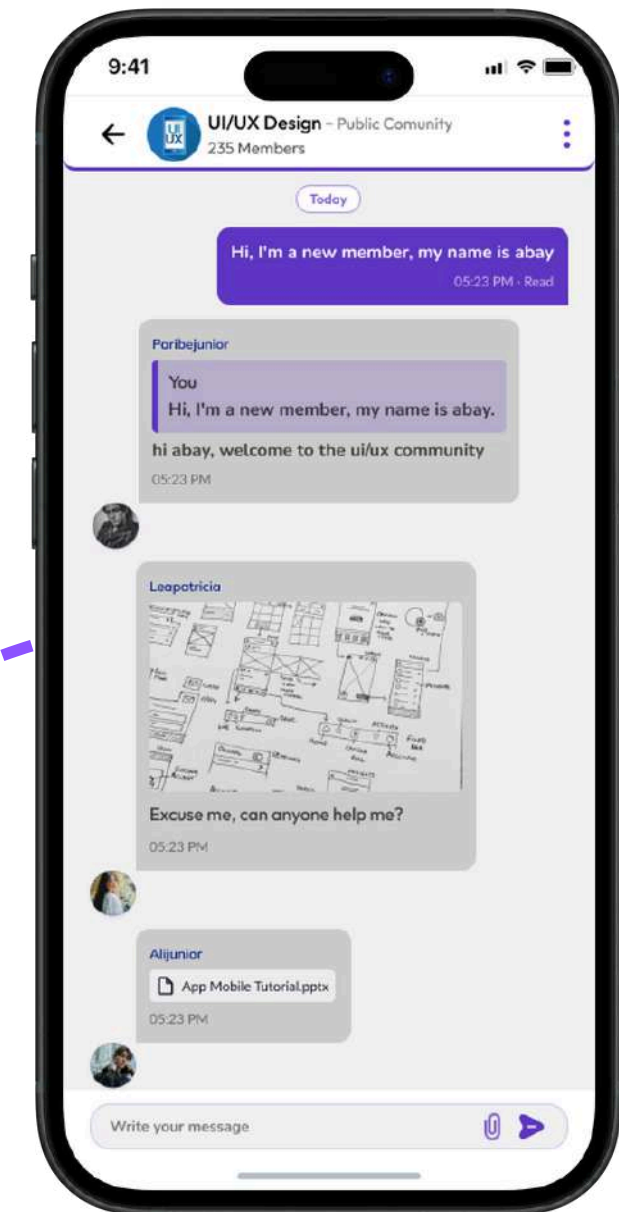 9:41
UI/UX Design - Public Comunity
235 Members
UI
UX
Today
Hi, I'm a new member, my name is abay
05:23 PM - Read
Paribejunior
You
Hi, I'm a new member, my name is abay.
hi abay, welcome to the ui/ux community
05:23 PM
Leapatricia
Excuse me, can anyone help me?
05:23 PM
Alijunior
App Mobile Tutorial.pptx
05:23 PM
Write your message